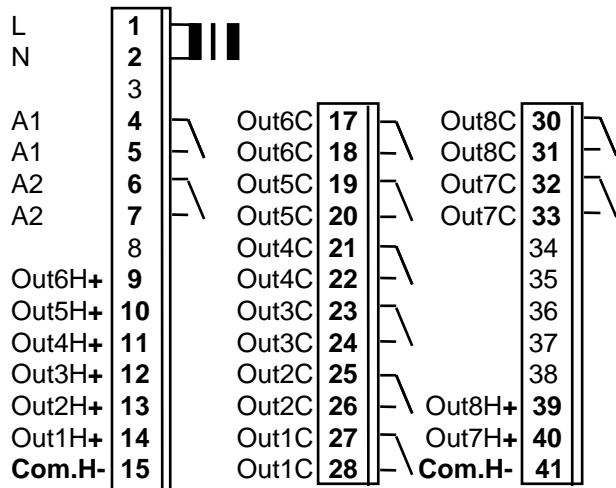 L 1
N 2
3
A1 4
A1 5
A2 6
A2 7
8
Out6H+ 9
Out5H+ 10
Out4H+ 11
Out3H+ 12
Out2H+ 13
Out1H+ 14
Com.H- 15
Out6C 17
Out6C 18
Out5C 19
Out5C 20
Out4C 21
Out4C 22
Out3C 23
Out3C 24
Out2C 25
Out2C 26
Out1C 27
Out1C 28
Out8C 30
Out8C 31
Out7C 32
Out7C 33
34
35
36
37
38
Out8H+ 39
Out7H+ 40
Com.H- 41